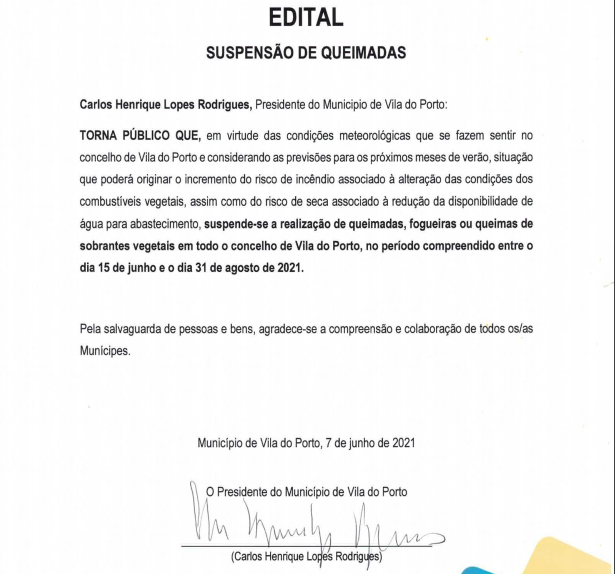 EDITAL
SUSPENSÃO DE QUEIMADAS
Carlos Henrique Lopes Rodrigues, Presidente do Municipio de Vila do Porto:
TORNA PÚBLICO QUE, em virtude das condições meteorológicas que se fazem sentir no
concelho de Vila do Porto e considerando as previsões para os próximos meses de verão, situação
que poderá originar o incremento do risco de incêndio associado à alteração das condições dos
combustíveis vegetais, assim como do risco de seca associado à redução da disponibilidade de
água para abastecimento, suspende-se a realização de queimadas, fogueiras ou queimas de
sobrantes vegetais em todo o concelho de Vila do Porto, no período compreendido entre o
dia 15 de junho e o dia 31 de agosto de 2021.
Pela salvaguarda de pessoas e bens, agradece-se a compreensão e colaboração de todos os/as
Munícipes.
Município de Vila do Porto, 7 de junho de 2021
O Presidente do Município de Vila do Porto
(Carlos Henrique Lopes Rodrigues)